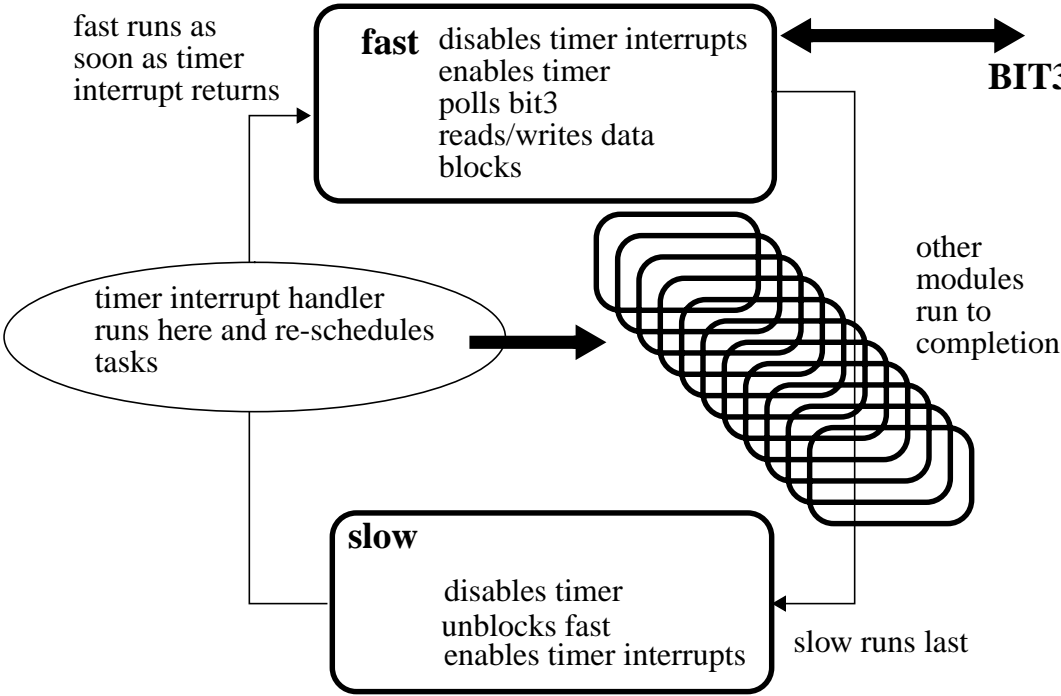 fast runs as
soon as timer
interrupt returns
fast disables timer interrupts
enables timer
polls bit3
reads/writes data
blocks
BIT3
timer interrupt handler
runs here and re-schedules
tasks
other
modules
run to
completion
slow
disables timer
unblocks fast
enables timer interrupts
slow runs last